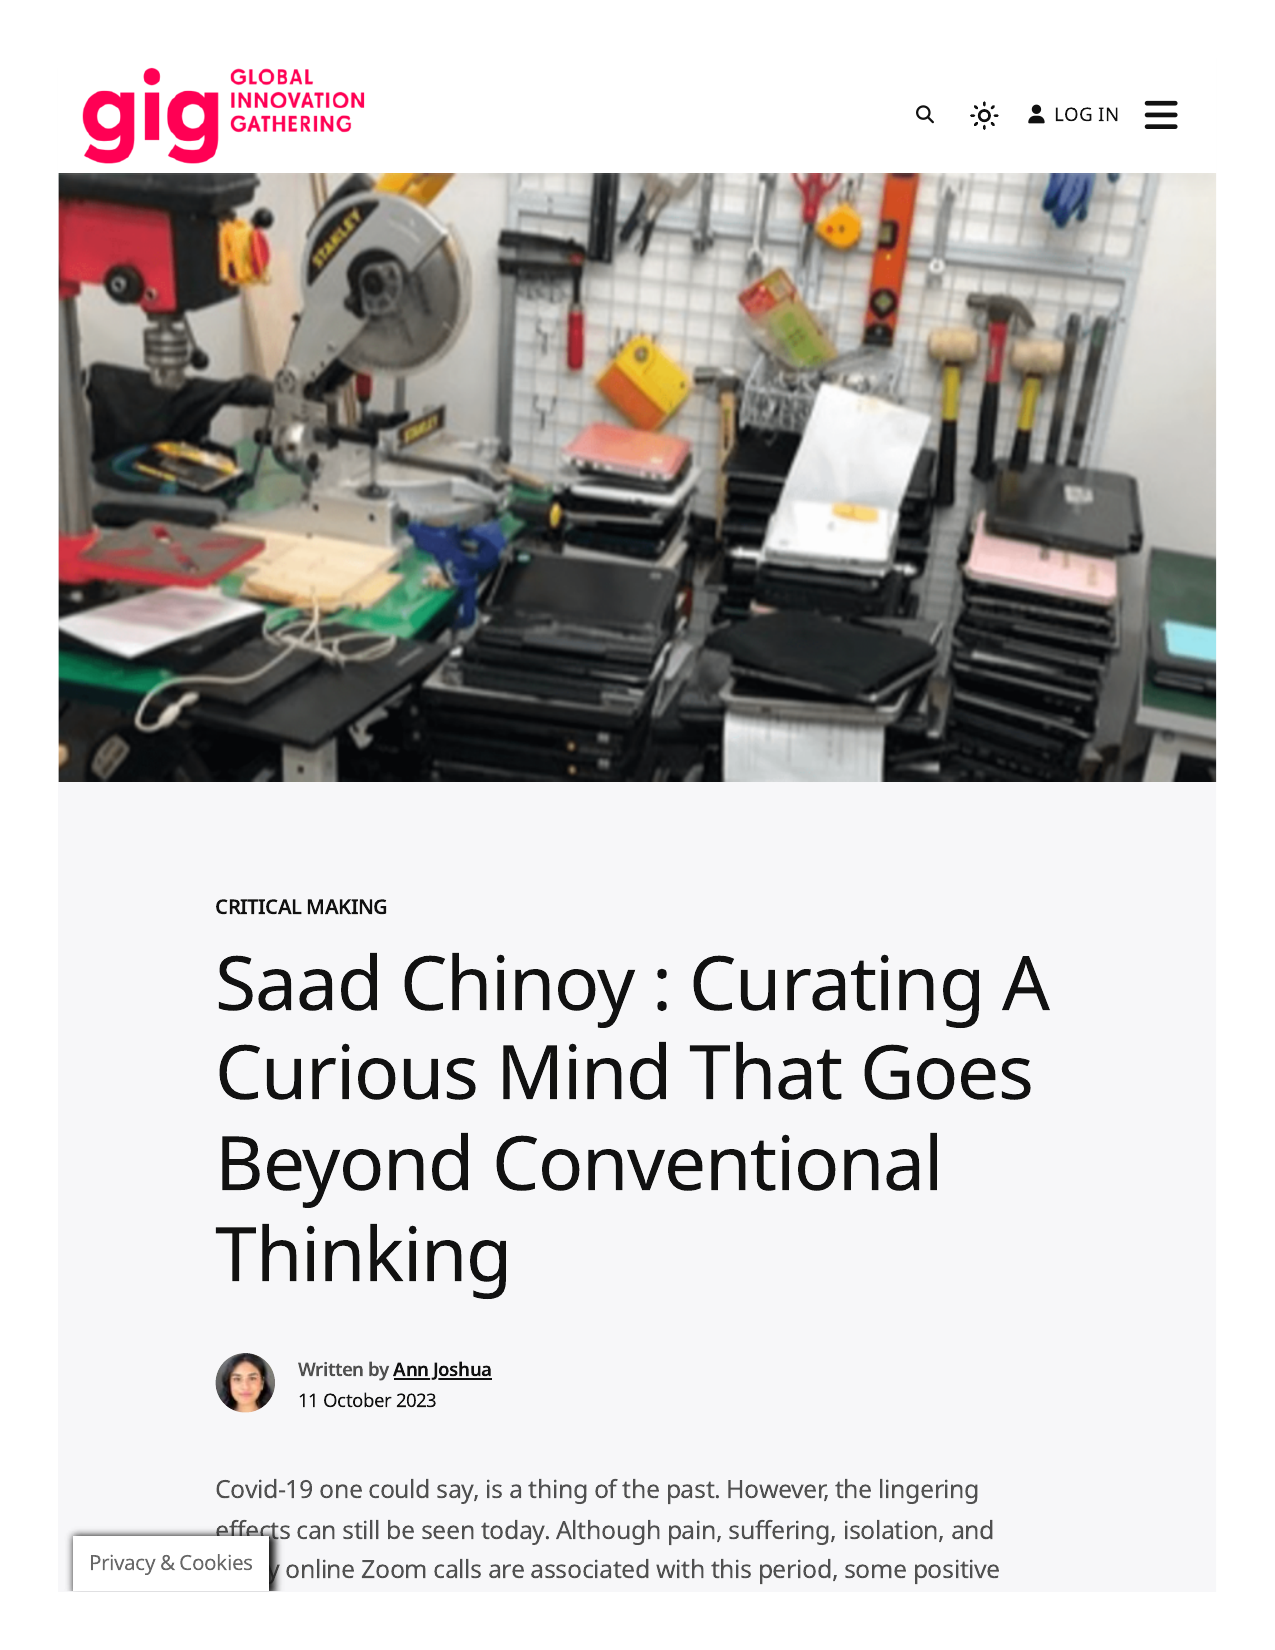 gig GLOBAL
INNOVATION
GATHERING
LOG IN
STANLEY
STANLEY
CRITICAL MAKING
Saad Chinoy : Curating A
Curious Mind That Goes
Beyond Conventional
Thinking
Written by Ann Joshua
11 October 2023
Covid-19 one could say, is a thing of the past. However, the lingering
effects can still be seen today. Although pain, suffering, isolation, and
online Zoom calls are associated with this period, some positive
Privacy & Cookies